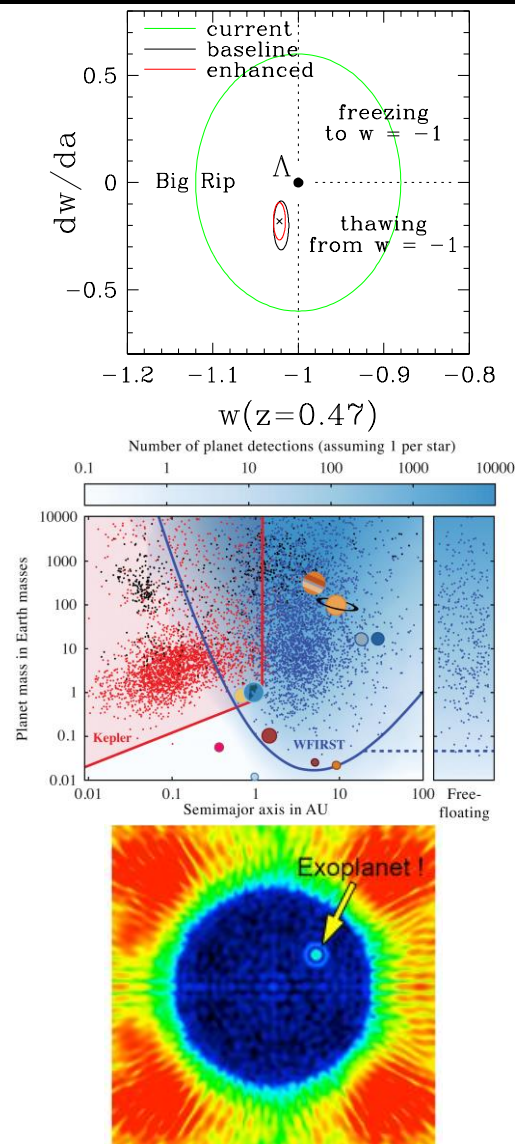 current
baseline
enhanced
0.5
0
−0.5
dw/da
freezing
to w = −1
Λ
Big Rip
thawing
from w = −1
−1.2
−1.1
−1
−0.9
−0.8
w(z=0.47)
Number of planet detections (assuming 1 per star)
0.1 1 10 100 1000 10000
10000
1000
100
10
1
0.1
0.01
Planet mass in Earth masses
Kepler
WFIRST
0.01 0.1 1 10 100
Semimajor axis in AU
Free-
floating
Exoplanet !